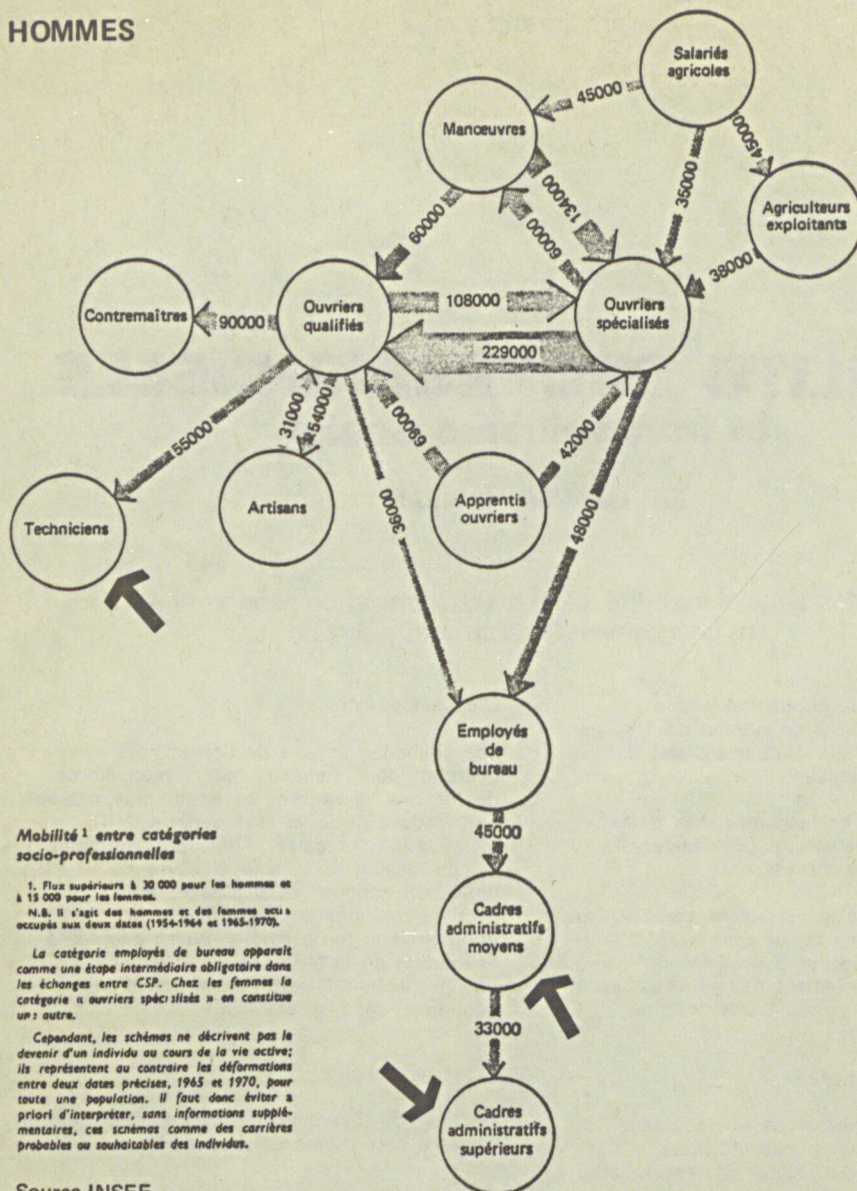 HOMMES
Salariés
agricoles
45000
Manœuvres
45000
35000
Agriculteurs
exploitants
134000
60000
60000
38000
Contremaîtres
90000
Ouvriers
qualifiés
108000
Ouvriers
spécialisés
229000
55000
31000
154000
69000
42000
Techniciens
Artisans
Apprentis
ouvriers
36000
48000
Employés
de
bureau
45000
Mobilité ¹ entre catégories
socio-professionnelles
1. Flux supérieurs à 30 000 pour les hommes et
à 15 000 pour les femmes.
N.B. Il s'agit des hommes et des femmes
occupés aux deux dates (1954-1964 et 1965-1970).
La catégorie employés de bureau apparaît
comme une étape intermédiaire obligatoire dans
les échanges entre CSP. Chez les femmes la
catégorie « ouvriers spécialisés » en constitue
une autre.
Cependant, les schémas ne décrivent pas le
devenir d'un individu au cours de la vie active;
ils représentent au contraire les déformations
entre deux dates précises, 1965 et 1970, pour
toute une population. Il faut donc éviter a
priori d'interpréter, sans informations supplé-
mentaires, ces schémas comme des carrières
probables ou souhaitables des individus.
Cadres
administratifs
moyens
33000
Cadres
administratifs
supérieurs
Source INSEE